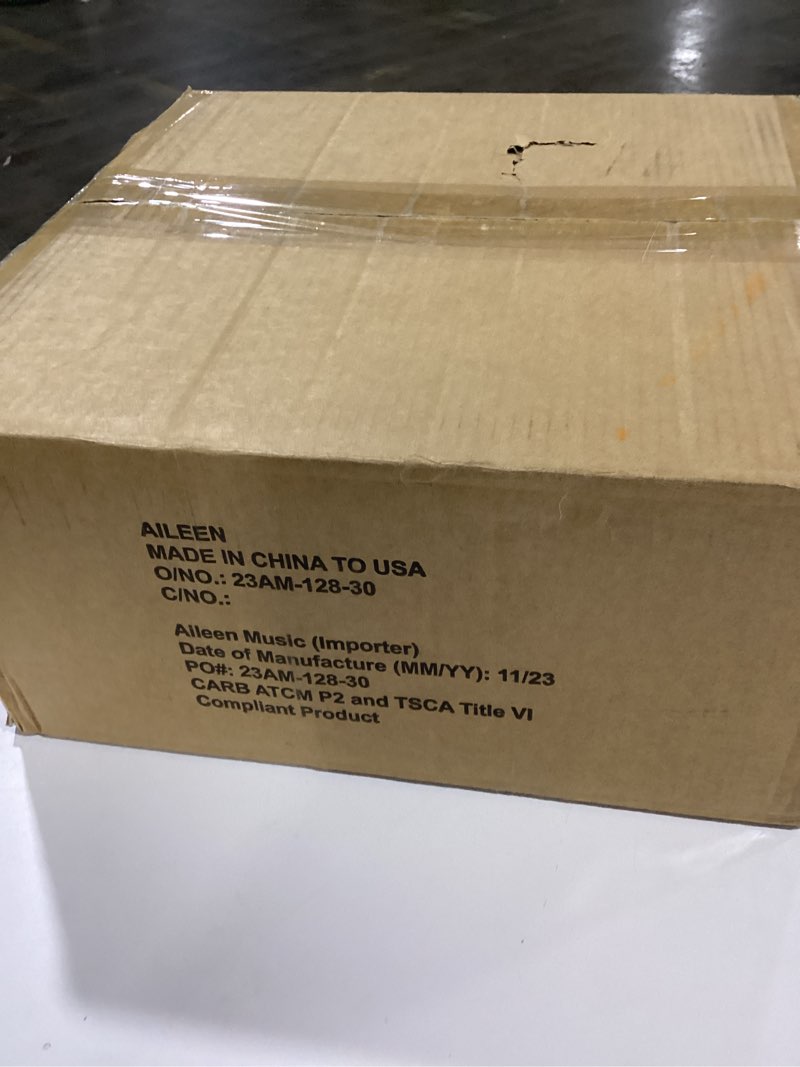 AILEEN
MADE IN CHINA TO USA
O/NO.: 23AM-128-30
C/NO.:
Aileen Music (Importer)
Date of Manufacture (MM/YY): 11/23
PO#: 23AM-128-30
CARB ATCM P2 and TSCA Title VI
Compliant Product